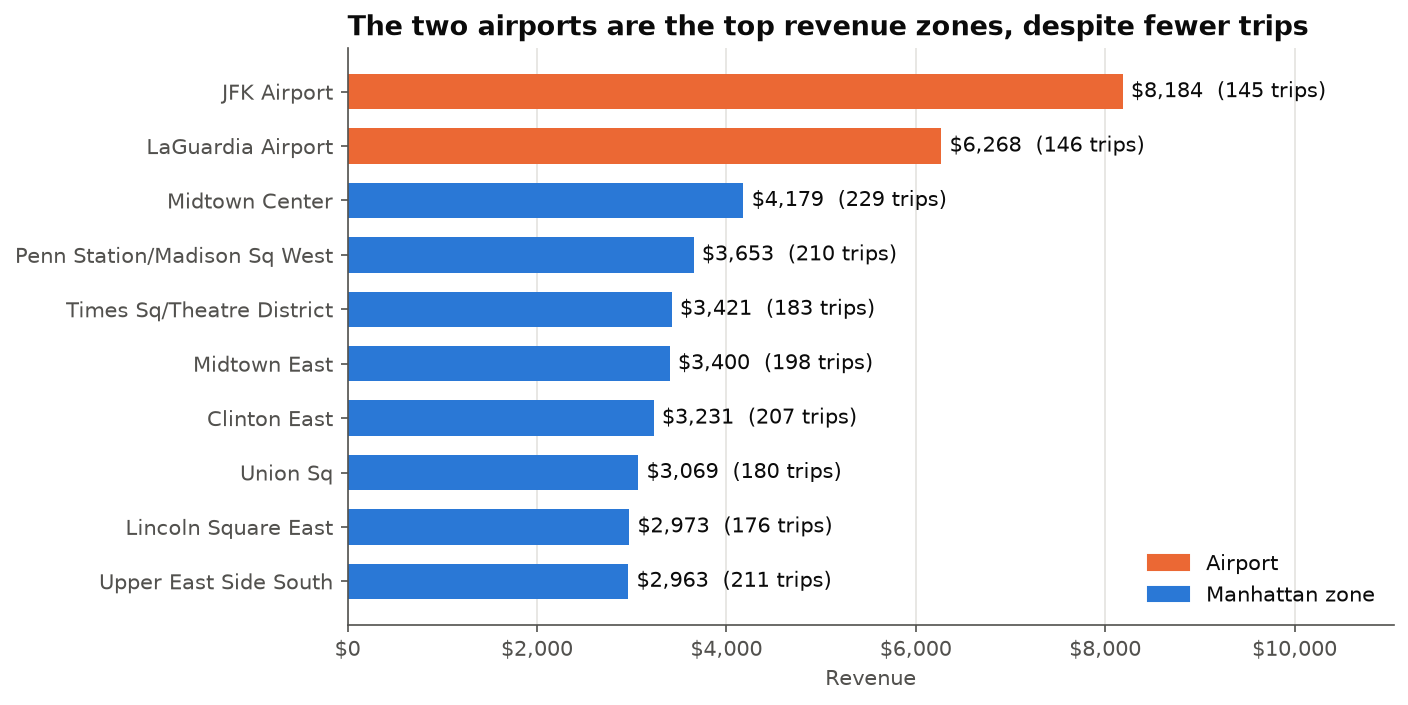 The two airports are the top revenue zones, despite fewer trips
JFK Airport $8,184 (145 trips)
LaGuardia Airport $6,268 (146 trips)
Midtown Center $4,179 (229 trips)
Penn Station/Madison Sq West $3,653 (210 trips)
Times Sq/Theatre District $3,421 (183 trips)
Midtown East $3,400 (198 trips)
Clinton East $3,231 (207 trips)
Union Sq $3,069 (180 trips)
Lincoln Square East $2,973 (176 trips)
Upper East Side South $2,963 (211 trips)
Airport
Manhattan zone
$0 $2,000 $4,000 $6,000 $8,000 $10,000
Revenue